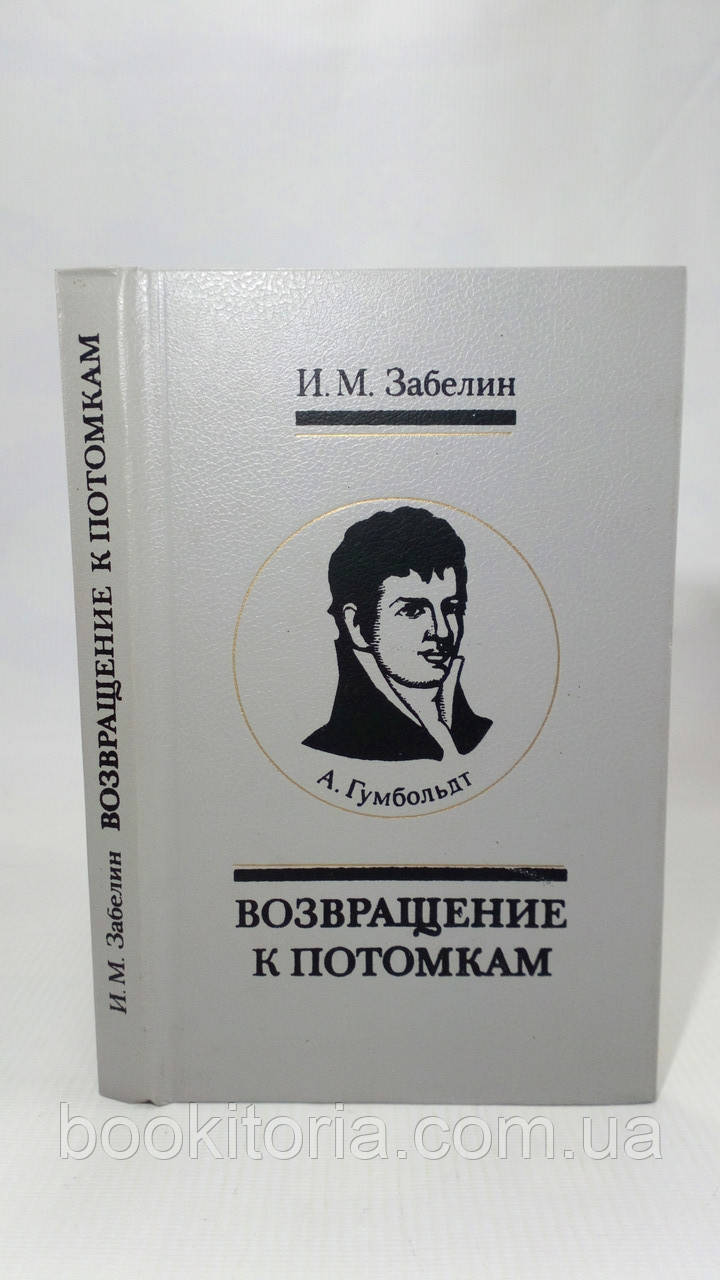 И. М. Забелин ВОЗВРАЩЕНИЕ К ПОТОМКАМ
И. М. Забелин
А. Гумбольдт
ВОЗВРАЩЕНИЕ
К ПОТОМКАМ
bookitoria.com.ua